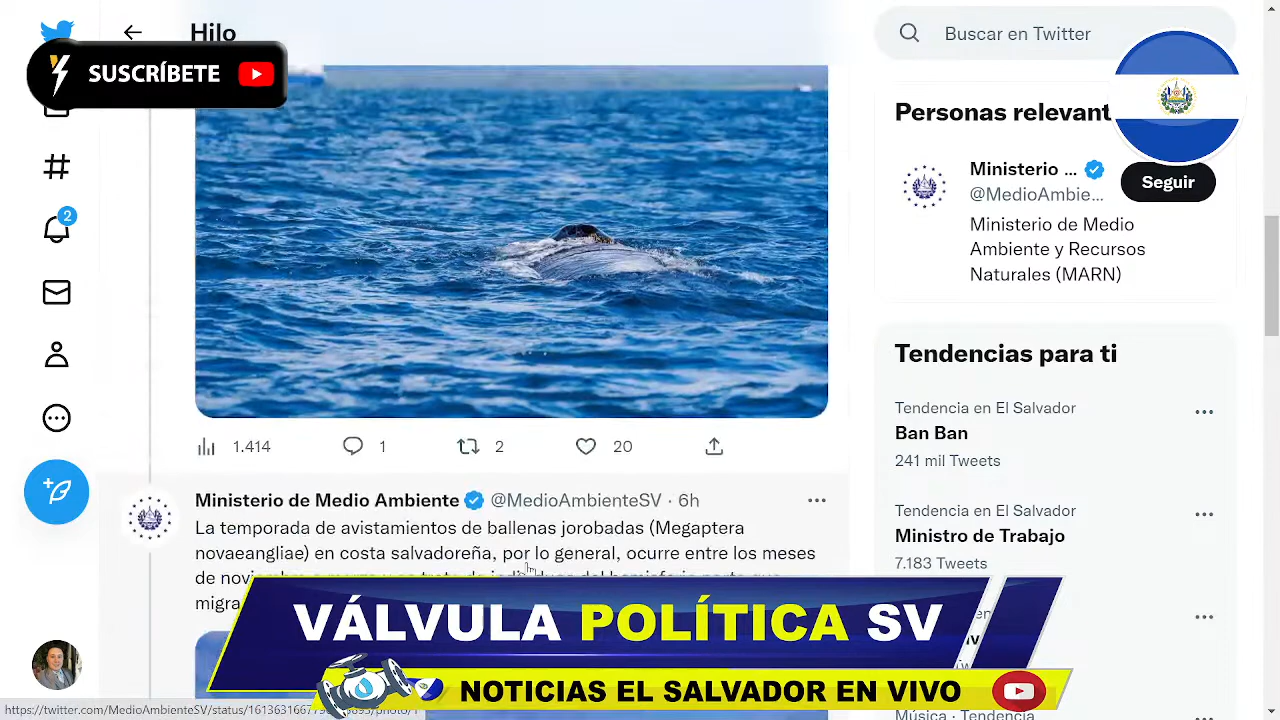 Hilo
SUSCRÍBETE
Buscar en Twitter
Personas relevant
Ministerio ...
@MedioAmbie...
Seguir
Ministerio de Medio
Ambiente y Recursos
Naturales (MARN)
2
Tendencias para ti
Tendencia en El Salvador
Ban Ban
241 mil Tweets
1.414
1
2
20
Ministerio de Medio Ambiente @MedioAmbienteSV · 6h
La temporada de avistamientos de ballenas jorobadas (Megaptera
novaeangliae) en costa salvadoreña, por lo general, ocurre entre los meses
de
migra
Tendencia en El Salvador
Ministro de Trabajo
7.183 Tweets
VÁLVULA POLÍTICA SV
NOTICIAS EL SALVADOR EN VIVO
Música · Tendencia